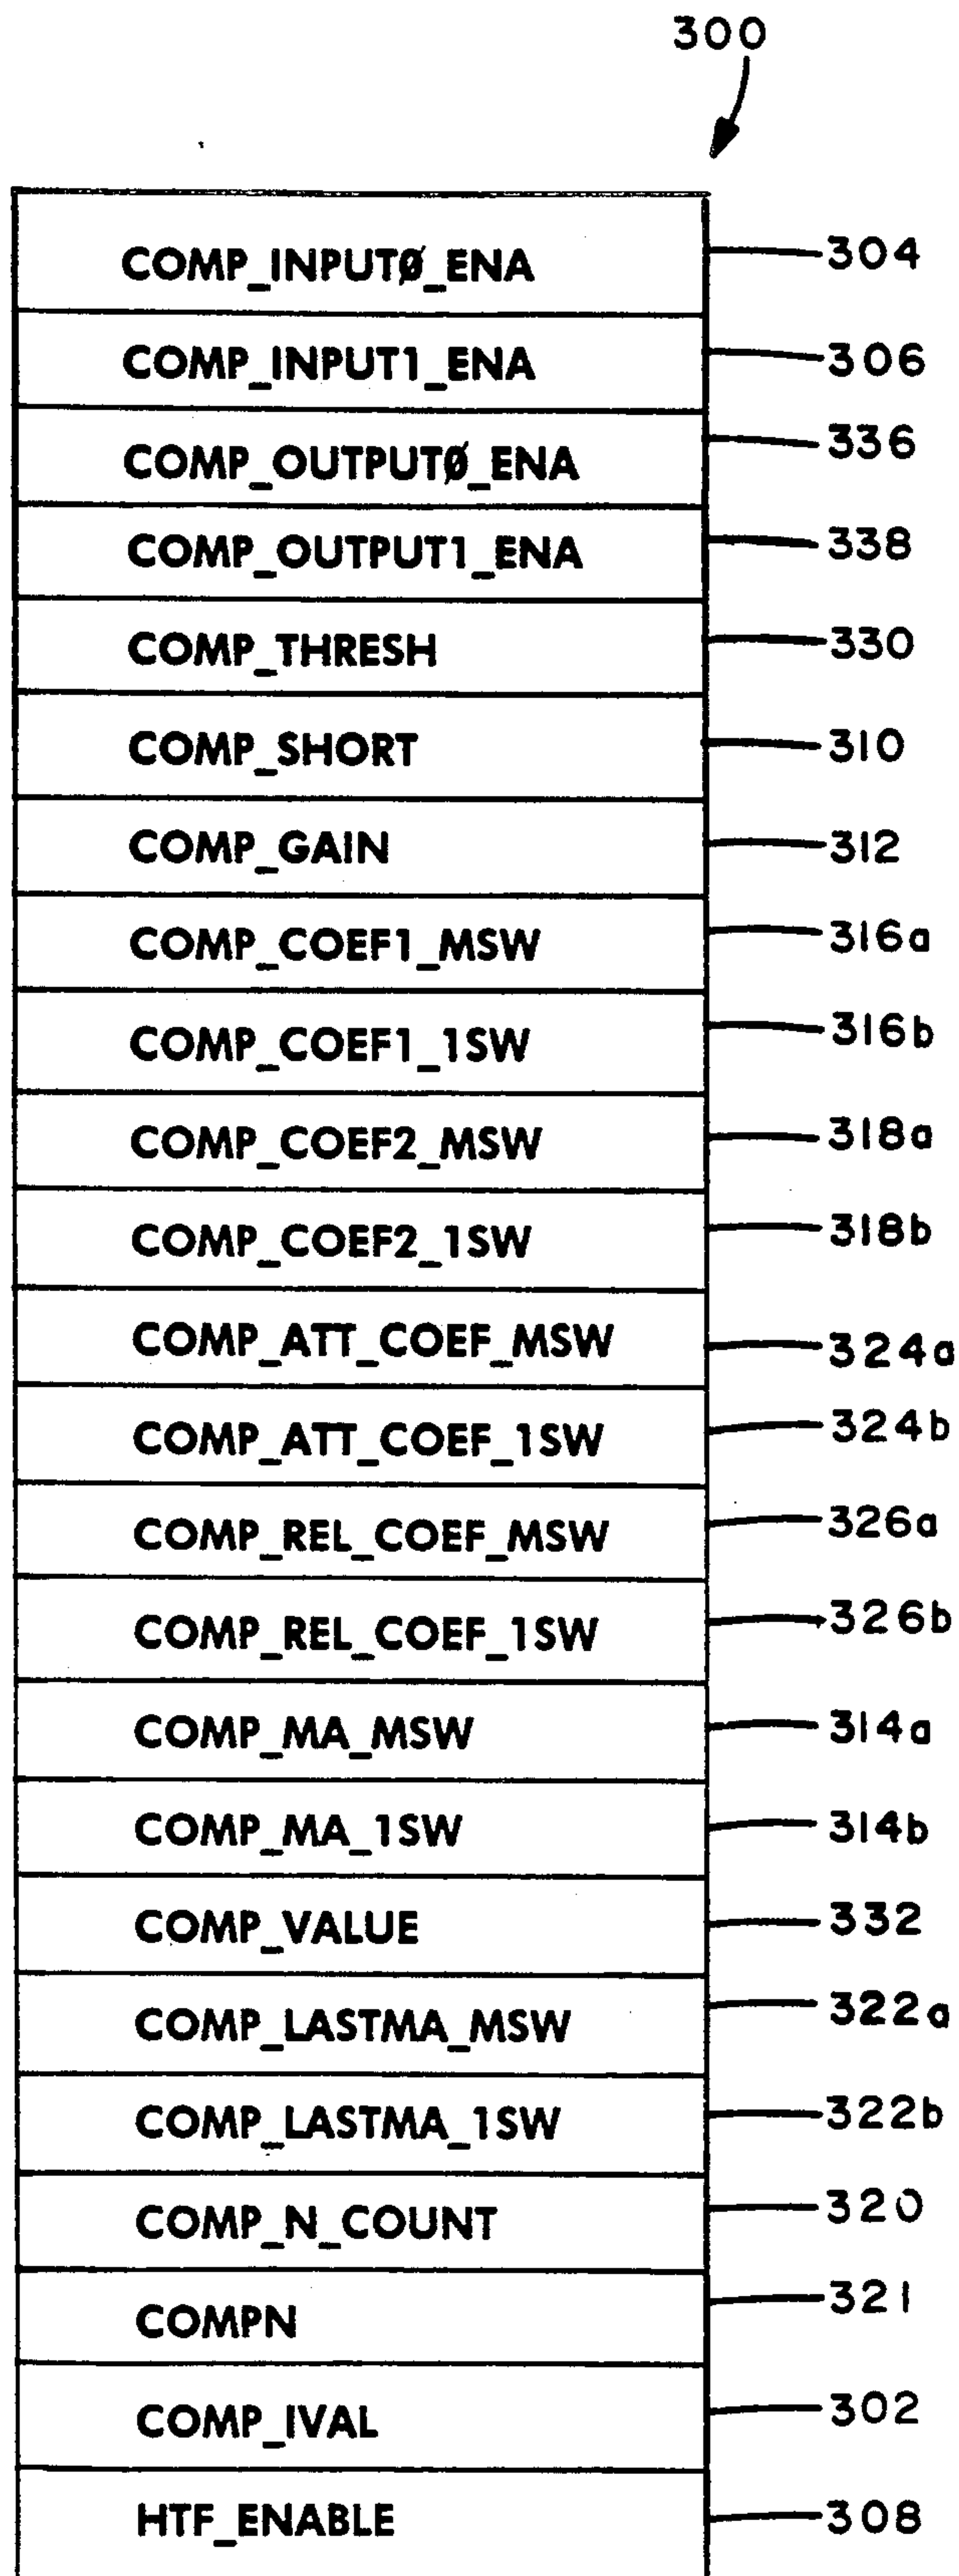 300
COMP_INPUTØ_ENA 304
COMP_INPUT1_ENA 306
COMP_OUTPUTØ_ENA 336
COMP_OUTPUT1_ENA 338
COMP_THRESH 330
COMP_SHORT 310
COMP_GAIN 312
COMP_COEF1_MSW 316a
COMP_COEF1_1SW 316b
COMP_COEF2_MSW 318a
COMP_COEF2_1SW 318b
COMP_ATT_COEF_MSW 324a
COMP_ATT_COEF_1SW 324b
COMP_REL_COEF_MSW 326a
COMP_REL_COEF_1SW 326b
COMP_MA_MSW 314a
COMP_MA_1SW 314b
COMP_VALUE 332
COMP_LASTMA_MSW 322a
COMP_LASTMA_1SW 322b
COMP_N_COUNT 320
COMPN 321
COMP_IVAL 302
HTF_ENABLE 308